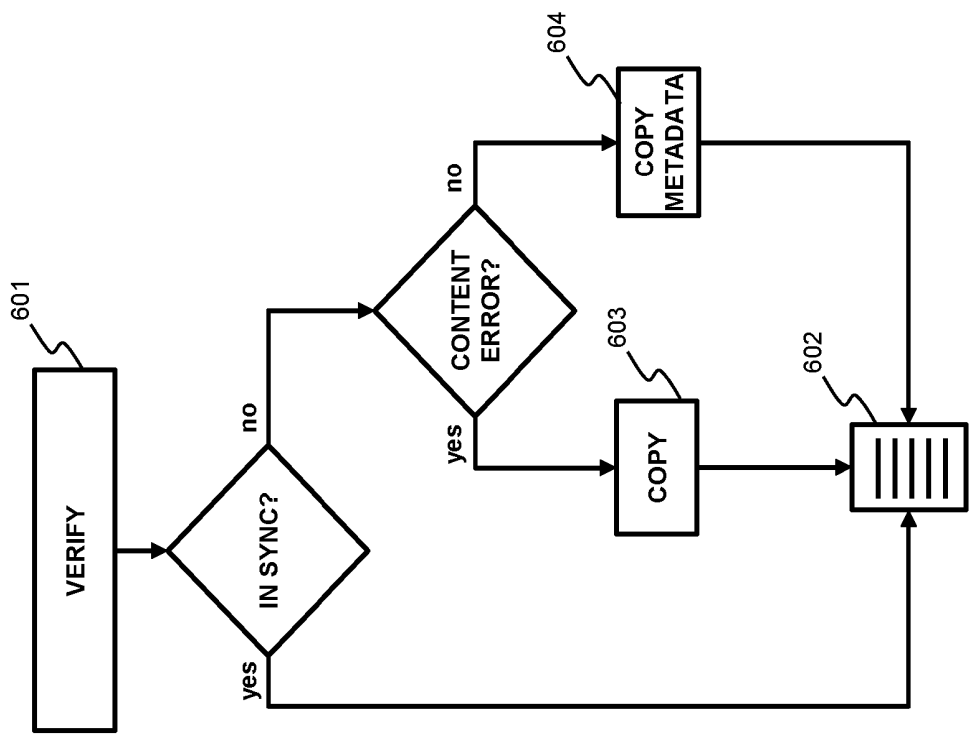 601
VERIFY
IN SYNC?
yes
no
CONTENT
ERROR?
yes
no
603
COPY
604
COPY
METADATA
602